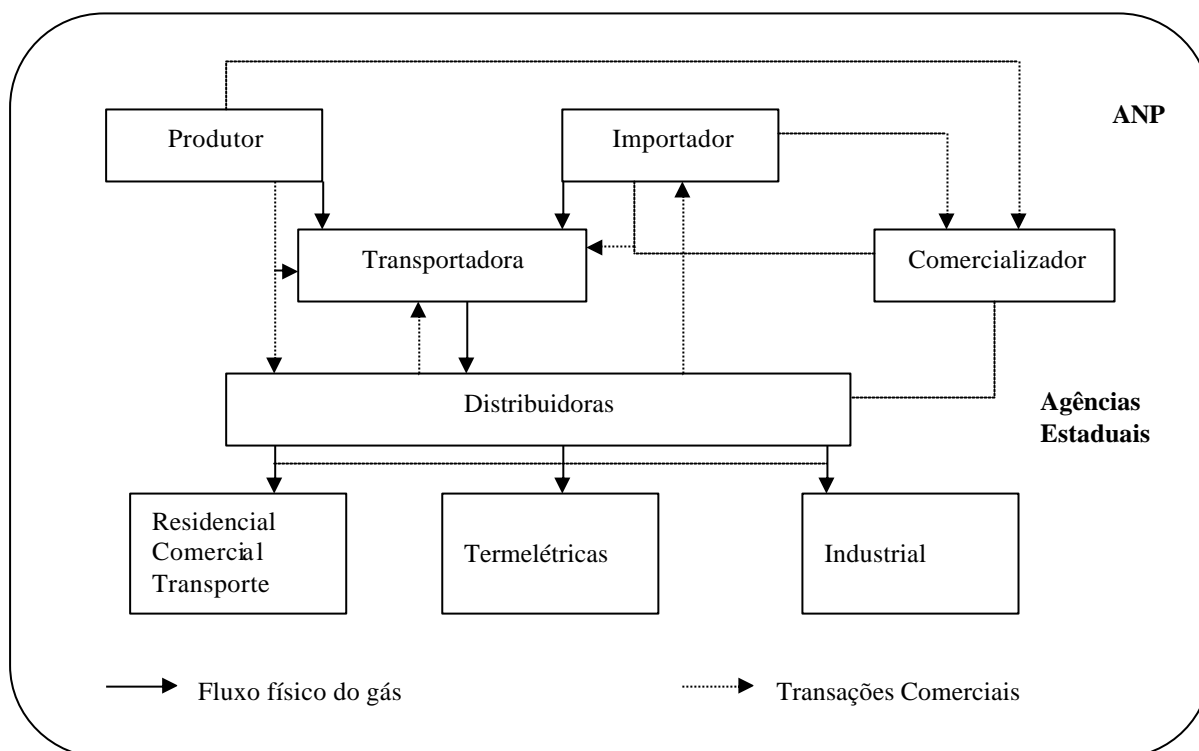 ANP
Produtor
Importador
Transportadora
Comercializador
Distribuidoras
Agências
Estaduais
Residencial
Comercial
Transporte
Termelétricas
Industrial
Fluxo físico do gás
Transações Comerciais